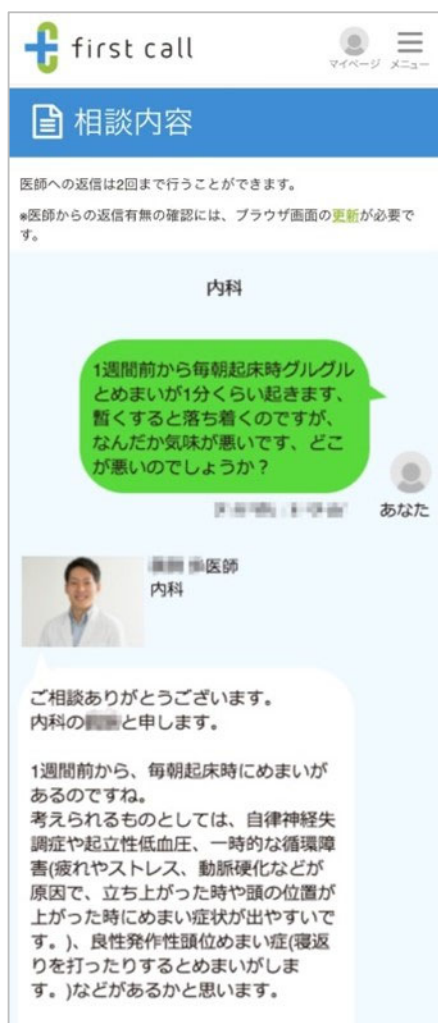 first call
マイページ メニュー
相談内容
医師への返信は2回まで行うことができます。
※医師からの返信有無の確認には、ブラウザ画面の更新が必要で
す。
内科
1週間前から毎朝起床時グルグル
とめまいが1分くらい起きます、
暫くすると落ち着くのですが、
なんだか気味が悪いです、どこ
が悪いのでしょうか？
あなた
医師
内科
ご相談ありがとうございます。
内科の と申します。
1週間前から、毎朝起床時にめまいが
あるのですね。
考えられるものとしては、自律神経失
調症や起立性低血圧、一時的な循環障
害(疲れやストレス、動脈硬化などが
原因で、立ち上がった時や頭の位置が
上がった時にめまい症状が出やすいで
す。)、良性発作性頭位めまい症(寝返
りを打ったりするとめまいがしま
す。)などがあるかと思います。